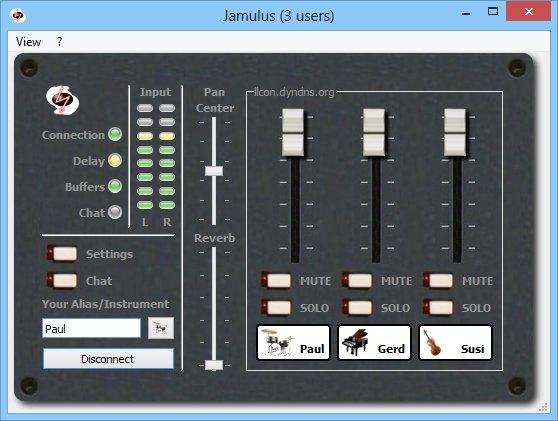 Jamulus (3 users)
View ?
Input
L R
Connection
Delay
Buffers
Chat
Settings
Chat
Your Alias/Instrument
Paul
Disconnect
Pan
Center
Reverb
llcon.dyndns.org
MUTE MUTE MUTE
SOLO SOLO SOLO
Paul Gerd Susi